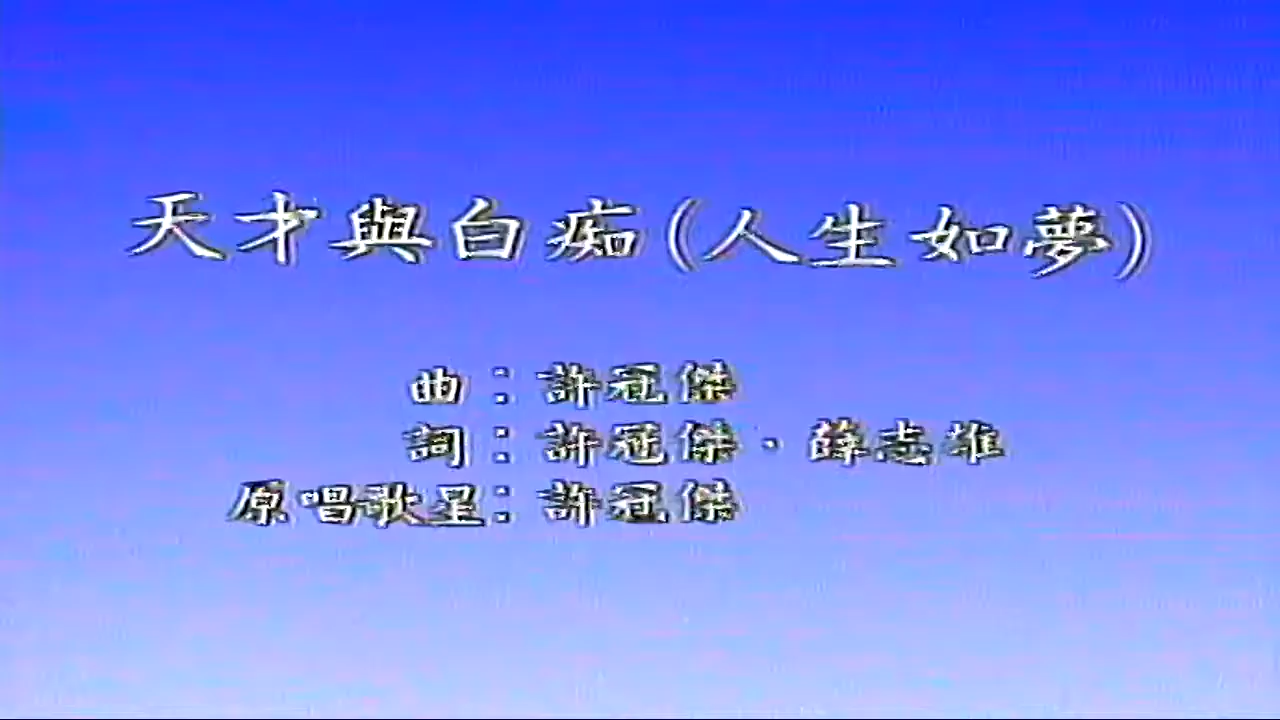 天才與白痴(人生如夢)
曲：許冠傑
詞：許冠傑．薛志雄
原唱歌星：許冠傑